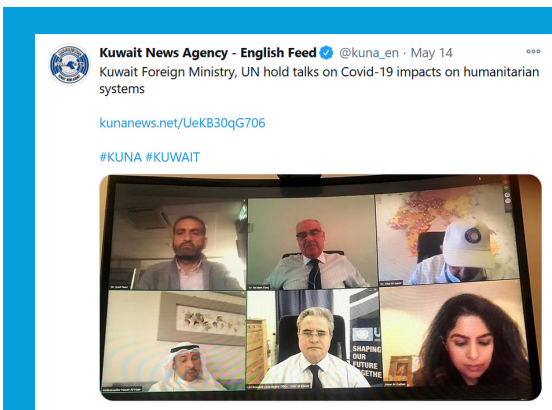 Kuwait News Agency - English Feed @kuna_en · May 14
Kuwait Foreign Ministry, UN hold talks on Covid-19 impacts on humanitarian
systems
kunanews.net/UeKB30qG706
#KUNA #KUWAIT
SHAPING
OUR
FUTURE